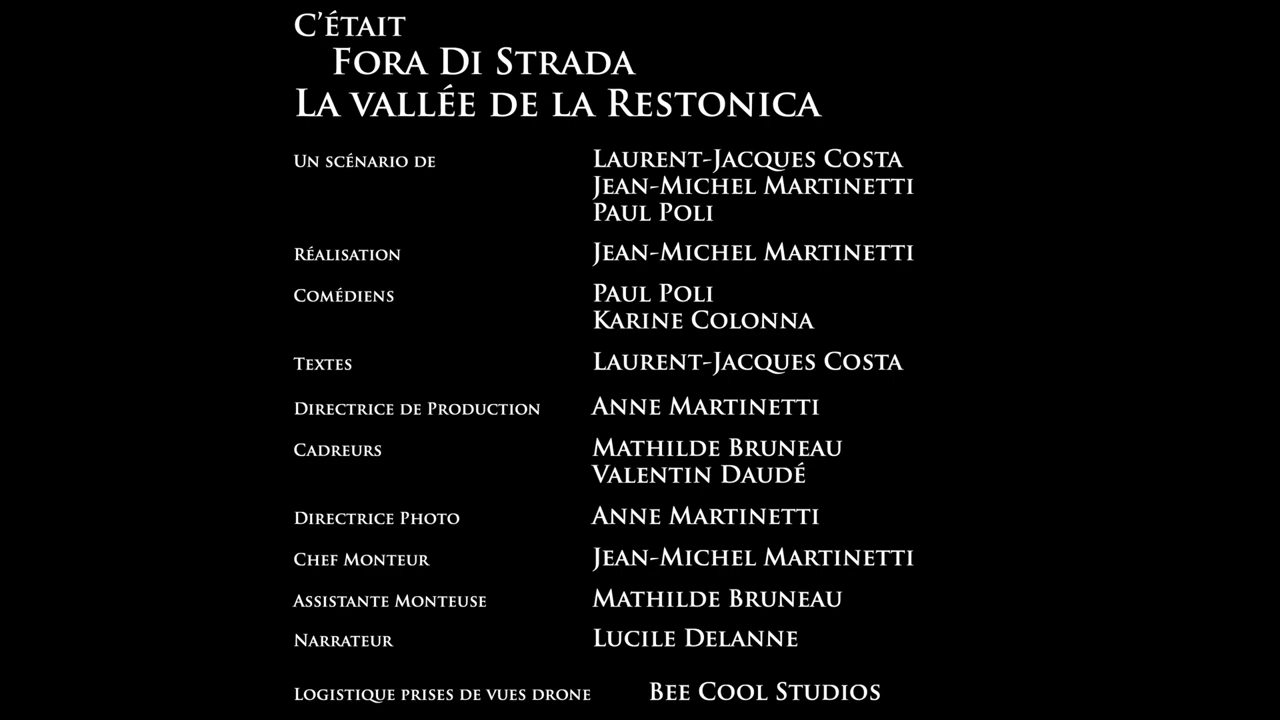 C'était
Fora Di Strada
La vallée de la Restonica
Un scénario de Laurent-Jacques Costa
Jean-Michel Martinetti
Paul Poli
Réalisation Jean-Michel Martinetti
Comédiens Paul Poli
Karine Colonna
Textes Laurent-Jacques Costa
Directrice de Production Anne Martinetti
Cadreurs Mathilde Bruneau
Valentin Daudé
Directrice Photo Anne Martinetti
Chef Monteur Jean-Michel Martinetti
Assistante Monteuse Mathilde Bruneau
Narrateur Lucile Delanne
Logistique prises de vues drone Bee Cool Studios